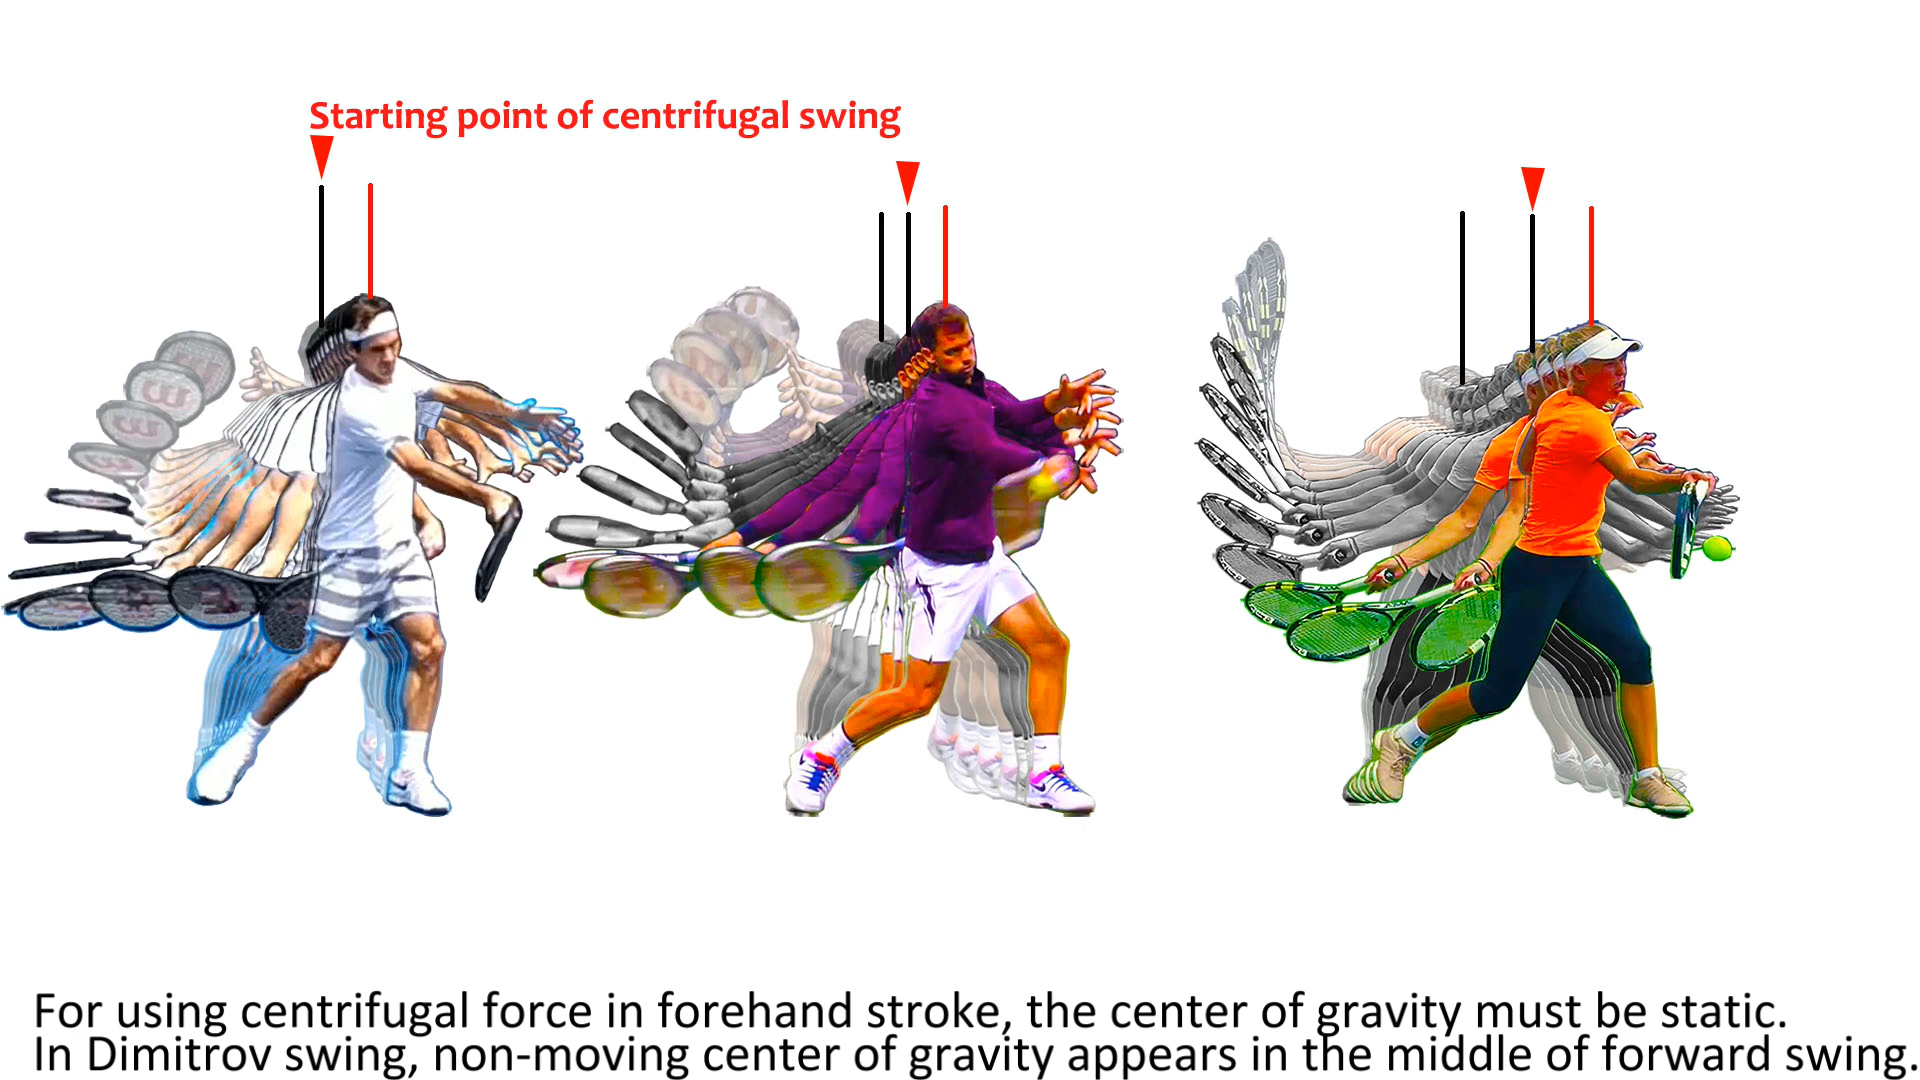 Starting point of centrifugal swing
For using centrifugal force in forehand stroke, the center of gravity must be static.
In Dimitrov swing, non-moving center of gravity appears in the middle of forward swing.